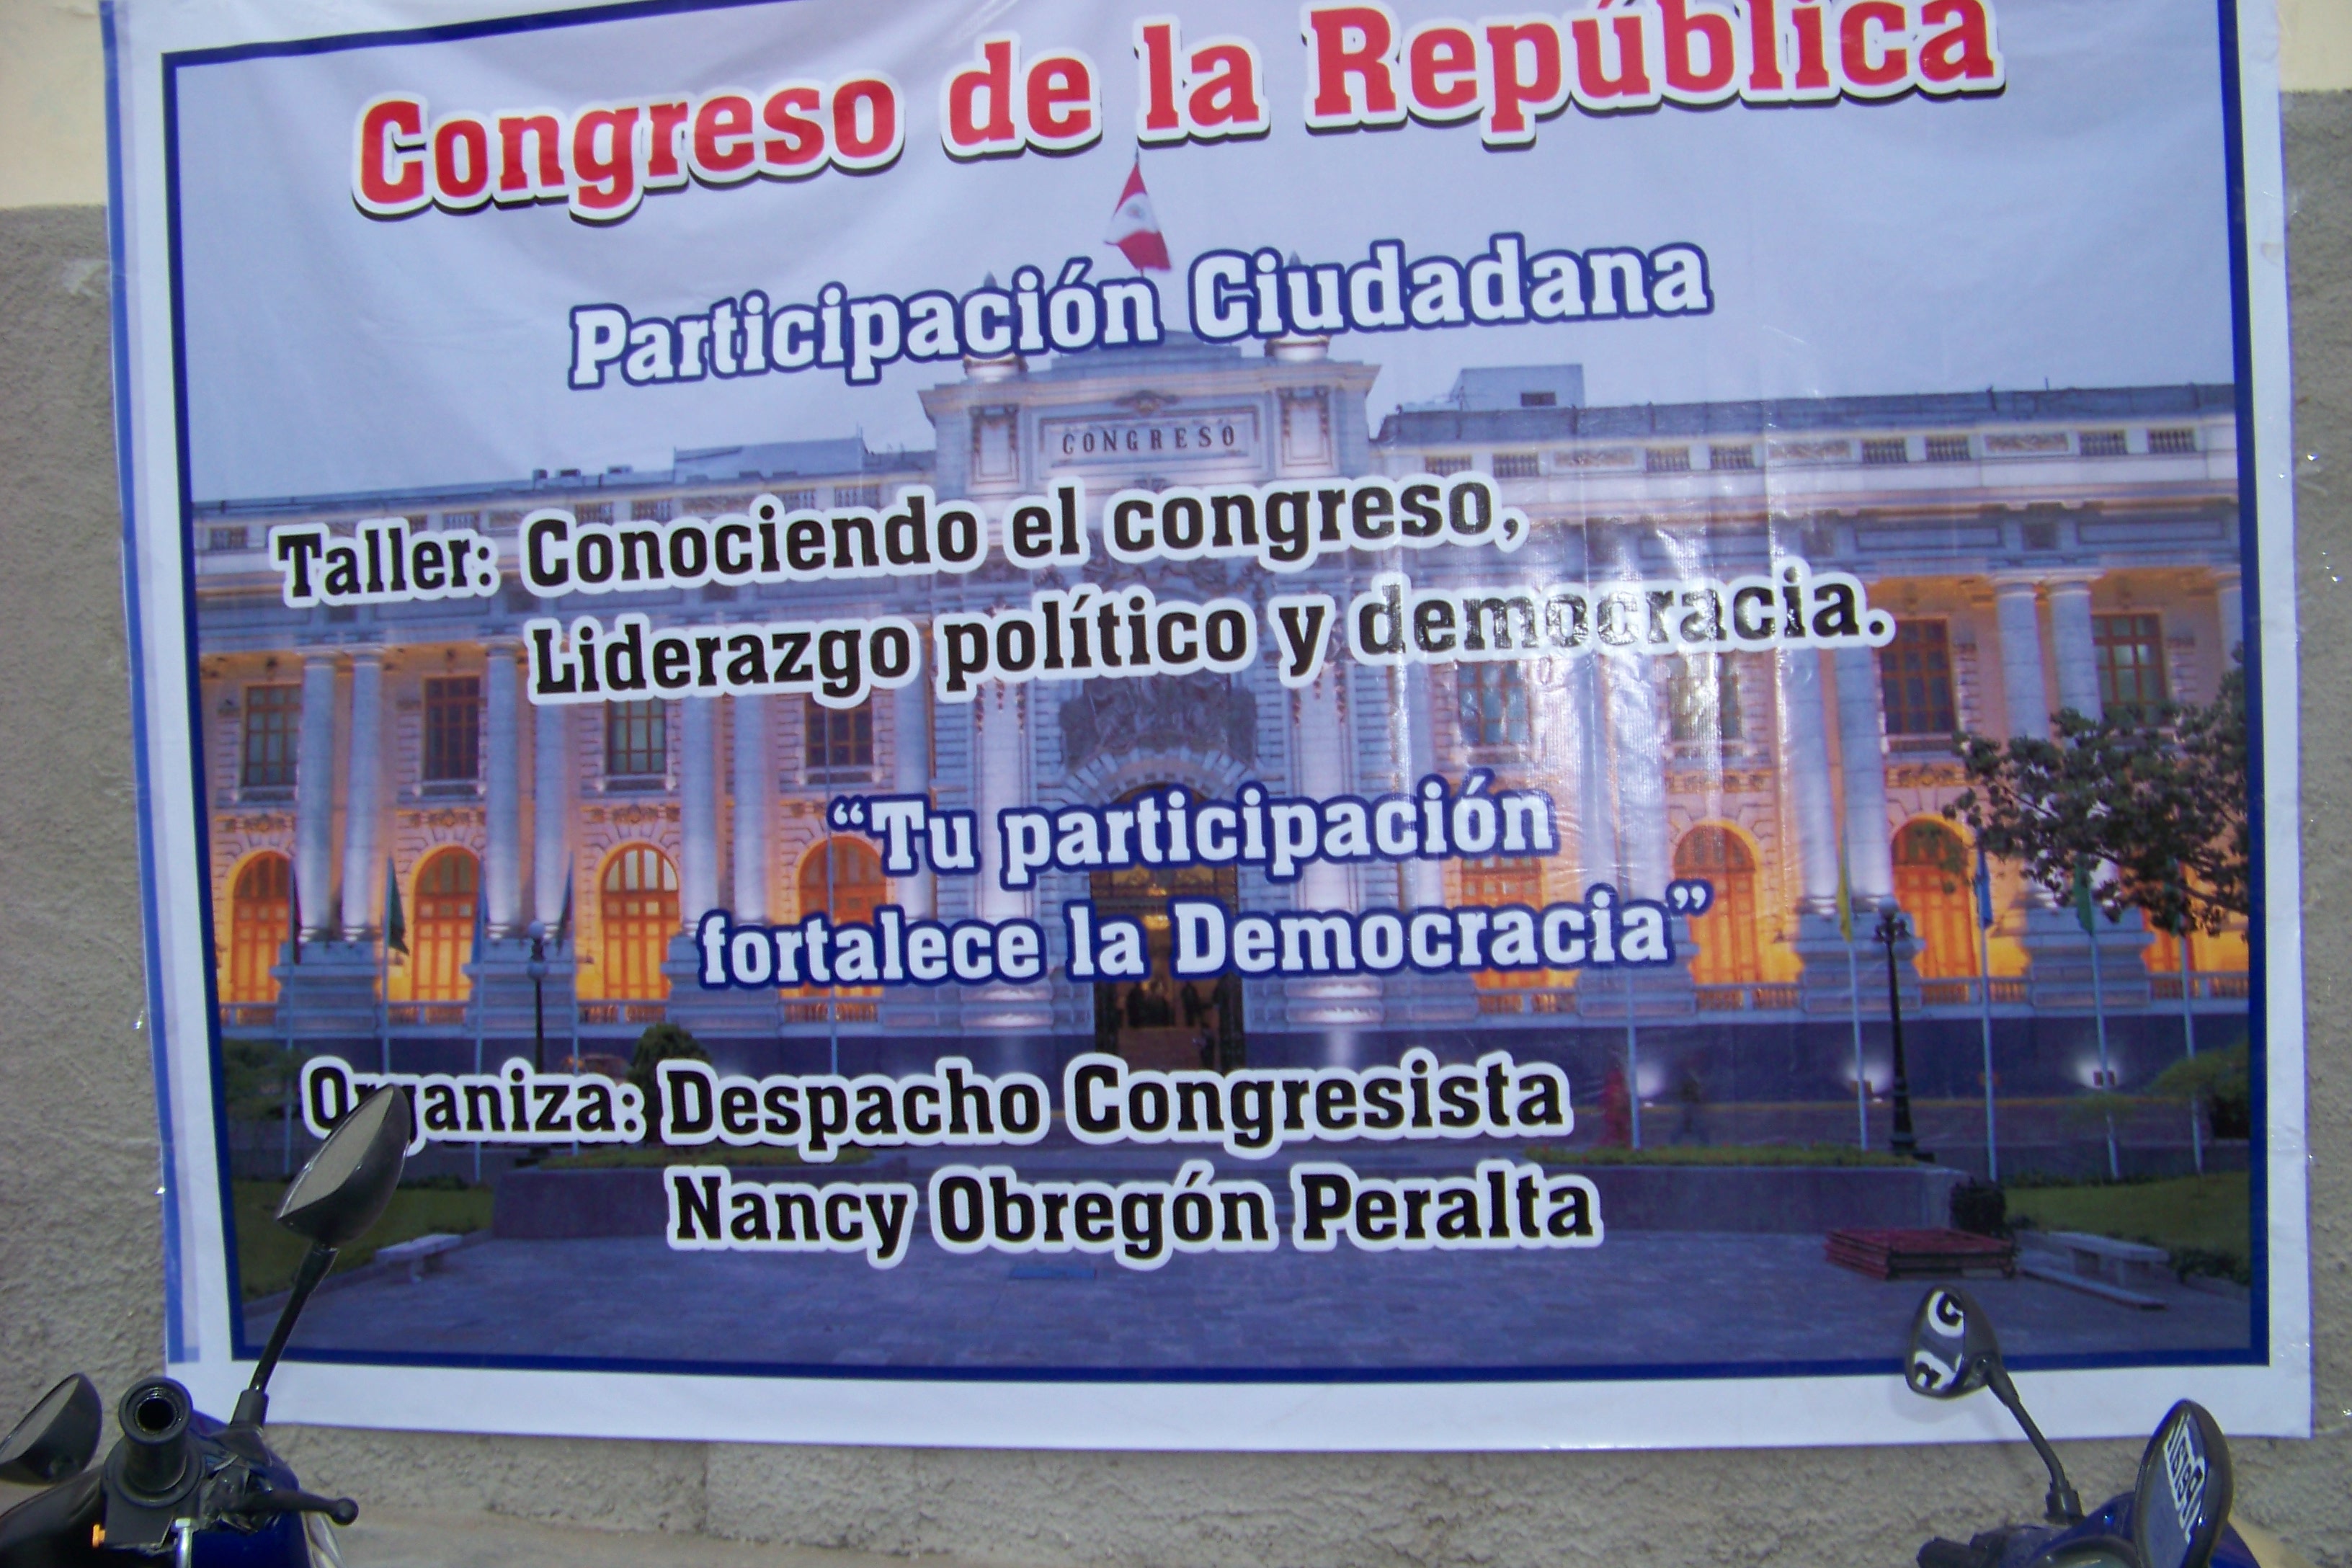 Congreso de la República
Participación Ciudadana
CONGRESO
Taller: Conociendo el congreso,
Liderazgo político y democracia.
“Tu participación
fortalece la Democracia”
Organiza: Despacho Congresista
Nancy Obregón Peralta